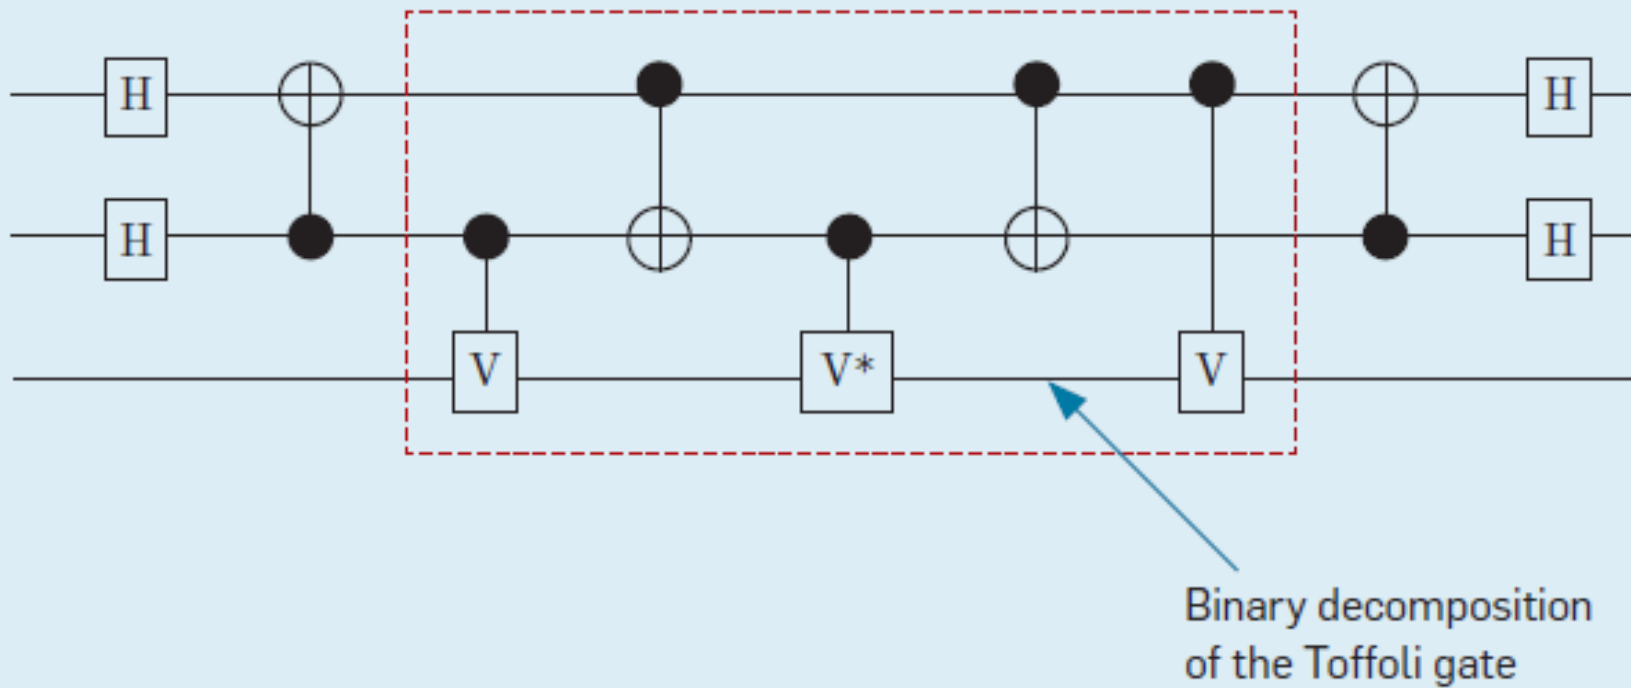 H H
H H
V V* V
Binary decomposition
of the Toffoli gate